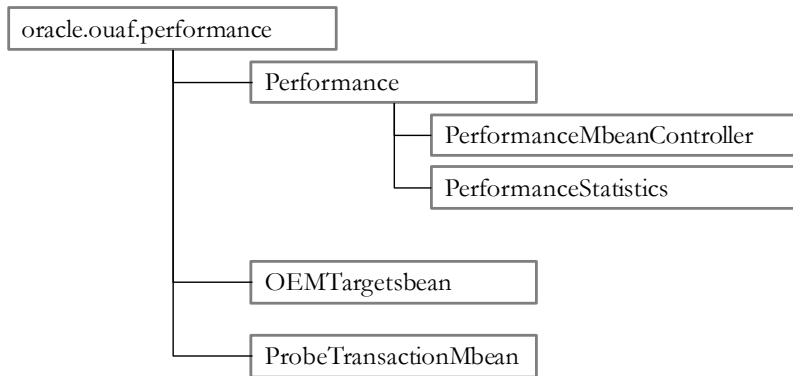 oracle.ouaf.performance
Performance
PerformanceMbeanController
PerformanceStatistics
OEMTargetsbean
ProbeTransactionMbean